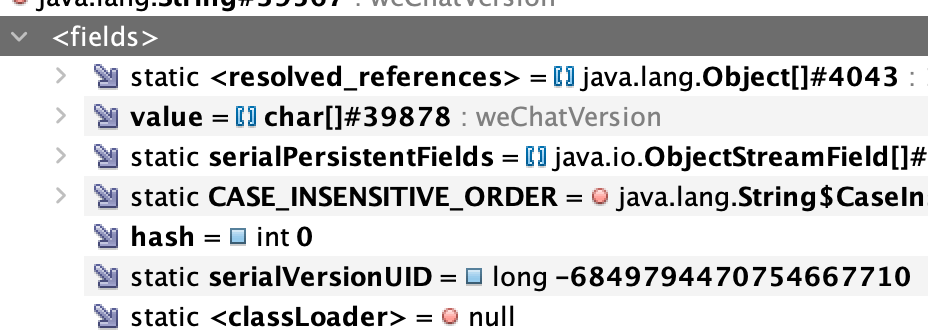 java.lang.String#39567 : weChatVersion
<fields>
static <resolved_references> = java.lang.Object[]#4043 :
value = char[]#39878 : weChatVersion
static serialPersistentFields = java.io.ObjectStreamField[]#
static CASE_INSENSITIVE_ORDER = java.lang.String$CaseIn
hash = int 0
static serialVersionUID = long -6849794470754667710
static <classLoader> = null